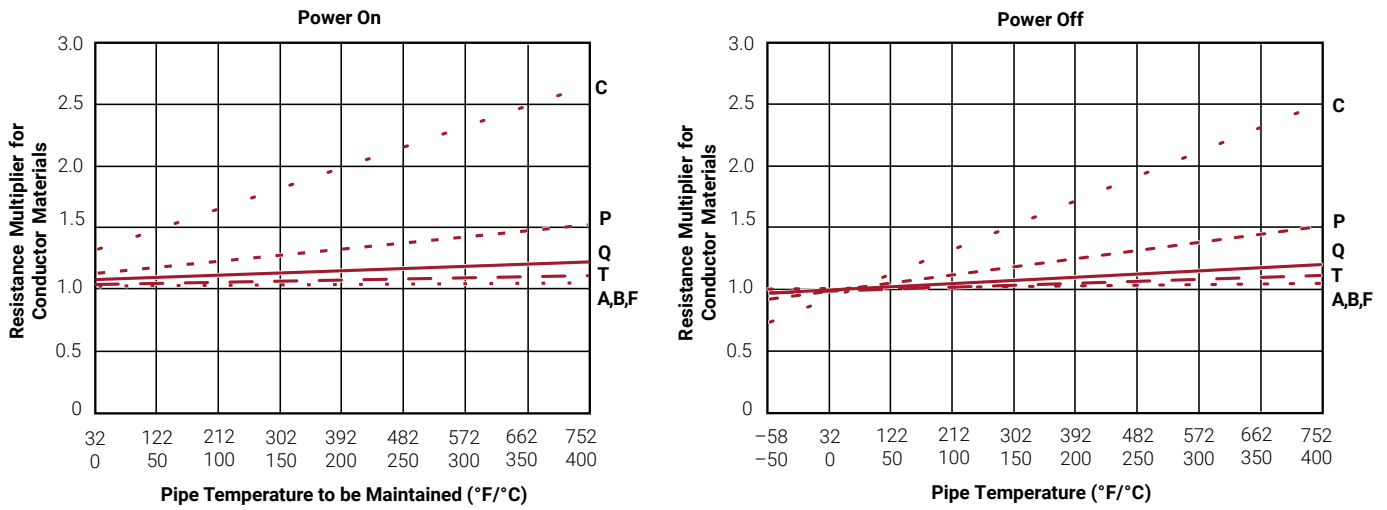 Power On
3.0
2.5
2.0
1.5
1.0
0.5
0
Resistance Multiplier for
Conductor Materials
C
P
Q
T
A,B,F
32 122 212 302 392 482 572 662 752
0 50 100 150 200 250 300 350 400
Pipe Temperature to be Maintained (°F/°C)
Power Off
3.0
2.5
2.0
1.5
1.0
0.5
0
Resistance Multiplier for
Conductor Materials
C
P
Q
T
A,B,F
−58 32 122 212 302 392 482 572 662 752
−50 0 50 100 150 200 250 300 350 400
Pipe Temperature (°F/°C)